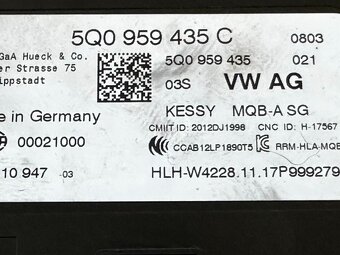 5Q0 959 435 C 0803
GaA Hueck & Co. 5Q0 959 435 021
er Strasse 75 03S VW AG
ippstadt
KESSY MQB-A SG
e in Germany CMIIT ID: 2012DJ1998 CNC ID: H-17567
00021000 CCAB12LP1890T5 RRM-HLA-MQB
10 947 -03 HLH-W4228.11.17P999279